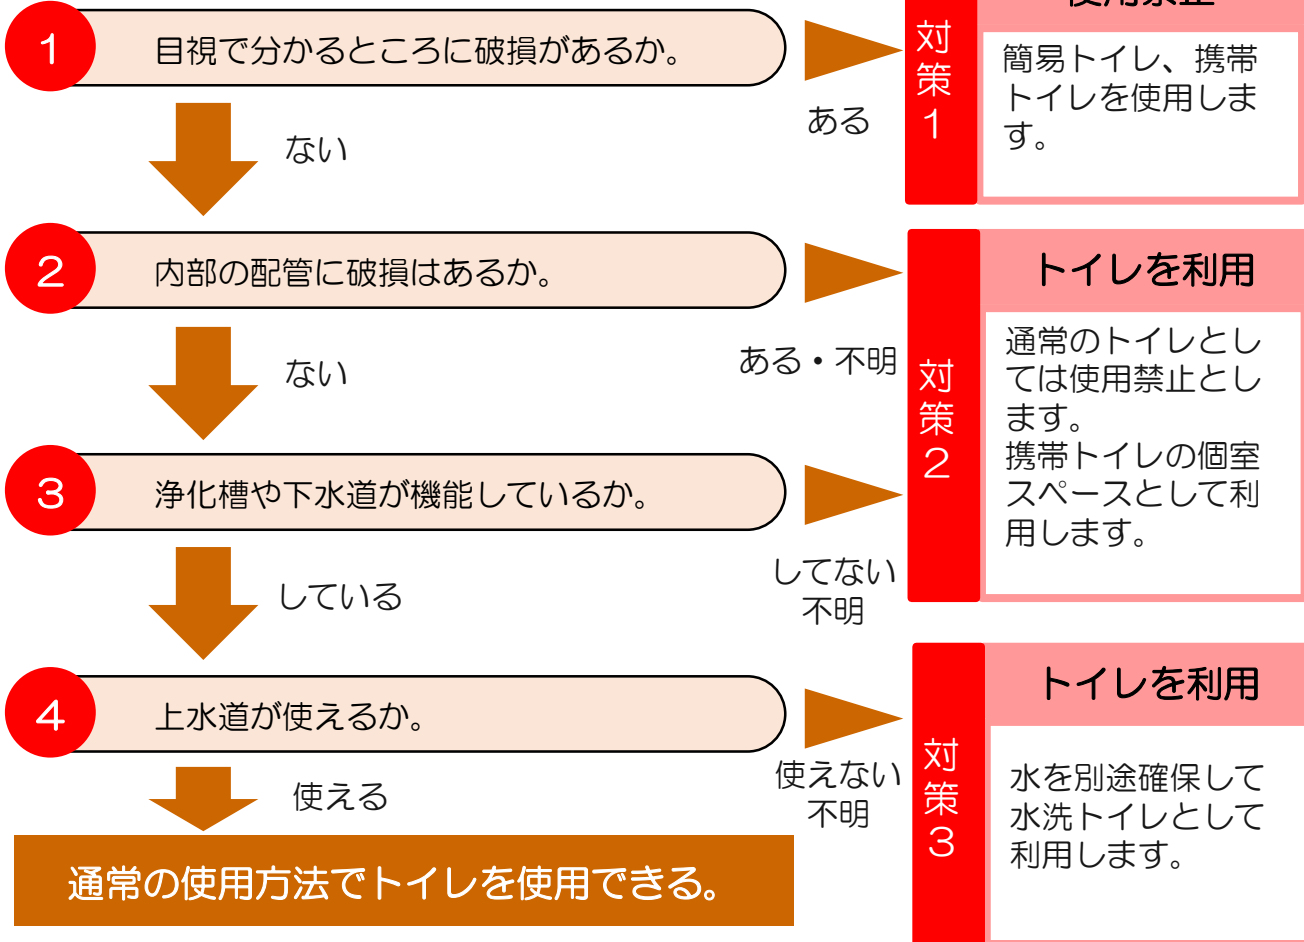 使用禁止
1
目視で分かるところに破損があるか。
ある
対策1
簡易トイレ、携帯
トイレを使用しま
す。
ない
2
内部の配管に破損はあるか。
ある・不明
対策2
トイレを利用
通常のトイレとし
ては使用禁止とし
ます。
携帯トイレの個室
スペースとして利
用します。
ない
3
浄化槽や下水道が機能しているか。
してない
不明
している
4
上水道が使えるか。
使えない
不明
対策3
トイレを利用
水を別途確保して
水洗トイレとして
利用します。
使える
通常の使用方法でトイレを使用できる。